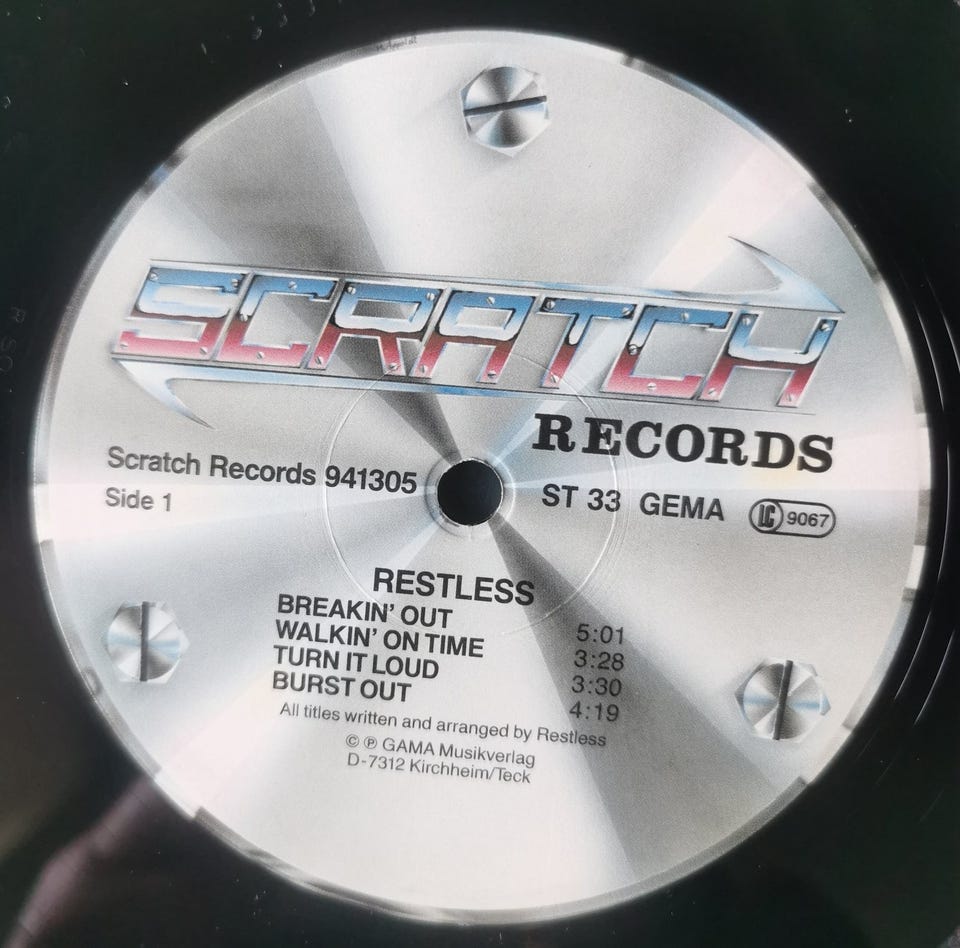 SCRATCH
RECORDS
Scratch Records 941305
Side 1
ST 33 GEMA LC 9067
RESTLESS
BREAKIN' OUT 5:01
WALKIN' ON TIME 3:28
TURN IT LOUD 3:30
BURST OUT 4:19
All titles written and arranged by Restless
© ℗ GAMA Musikverlag
D-7312 Kirchheim/Teck